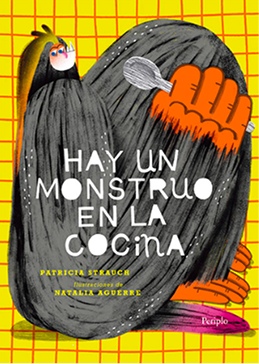 HAY UN
MONSTRUO
EN LA
COCINA
PATRICIA STRAUCH
Ilustraciones de
NATALIA AGUERRE
Periplo